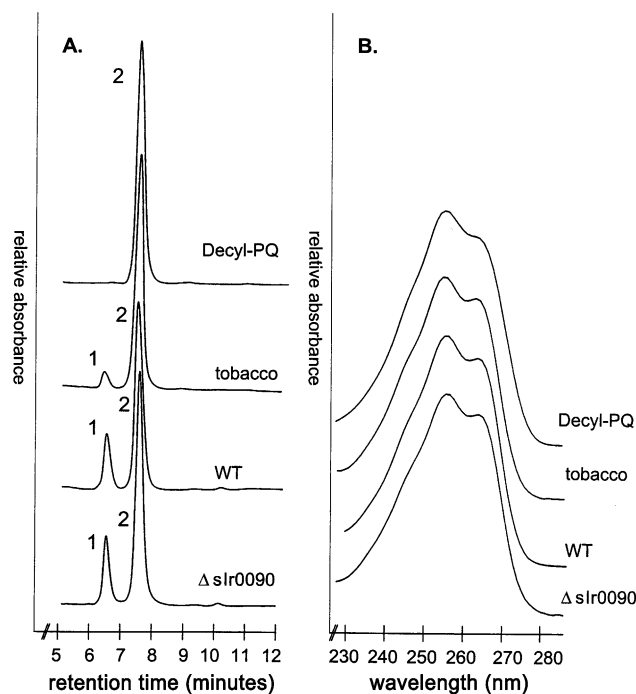 A.
2
Decyl-PQ
2
1
tobacco
2
1
WT
2
1
Δ slr0090
relative absorbance
5 6 7 8 9 10 11 12
retention time (minutes)
B.
Decyl-PQ
tobacco
WT
Δ slr0090
relative absorbance
230 240 250 260 270 280
wavelength (nm)